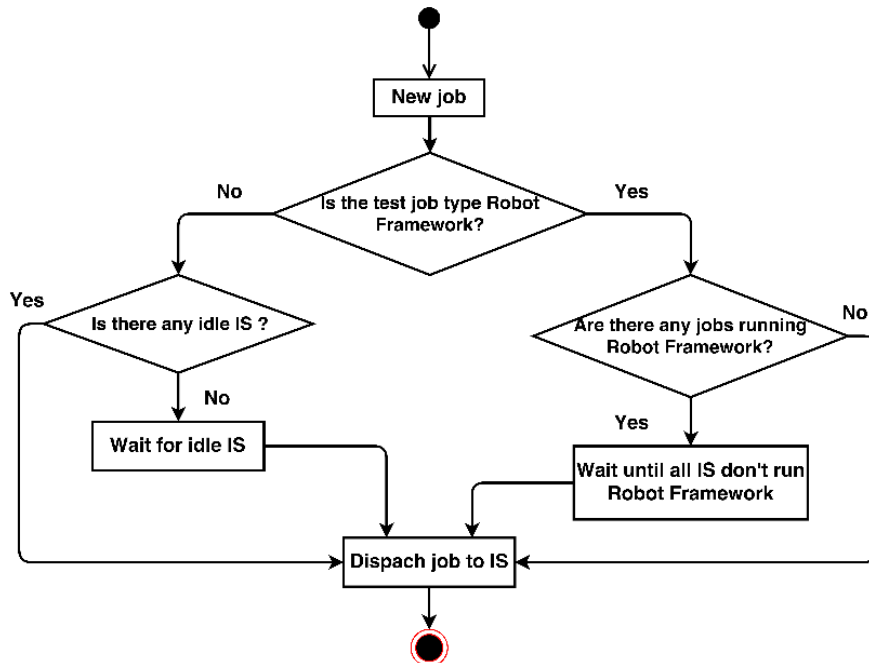 New job
No
Yes
Is the test job type Robot
Framework?
Yes
Is there any idle IS ?
No
Are there any jobs running
Robot Framework?
No
Yes
Wait for idle IS
Wait until all IS don't run
Robot Framework
Dispach job to IS